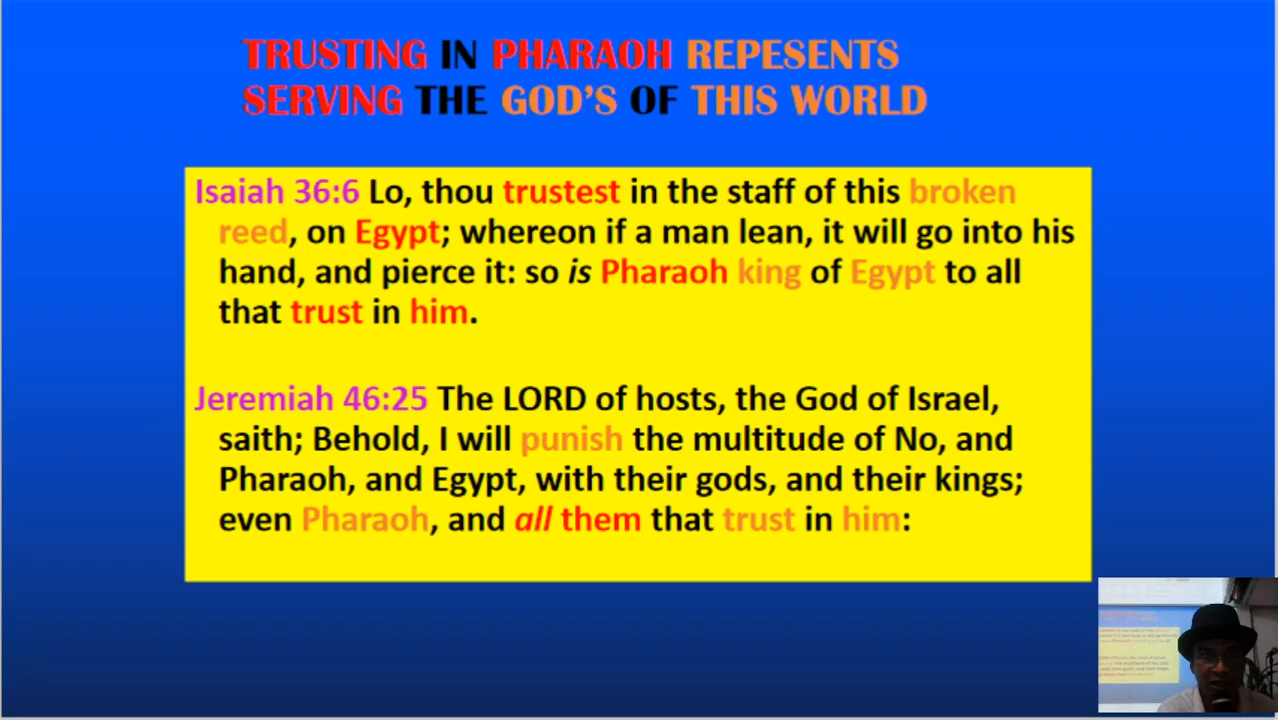 TRUSTING IN PHARAOH REPESENTS
SERVING THE GOD'S OF THIS WORLD
Isaiah 36:6 Lo, thou trustest in the staff of this broken
reed, on Egypt; whereon if a man lean, it will go into his
hand, and pierce it: so is Pharaoh king of Egypt to all
that trust in him.
Jeremiah 46:25 The LORD of hosts, the God of Israel,
saith; Behold, I will punish the multitude of No, and
Pharaoh, and Egypt, with their gods, and their kings;
even Pharaoh, and all them that trust in him: